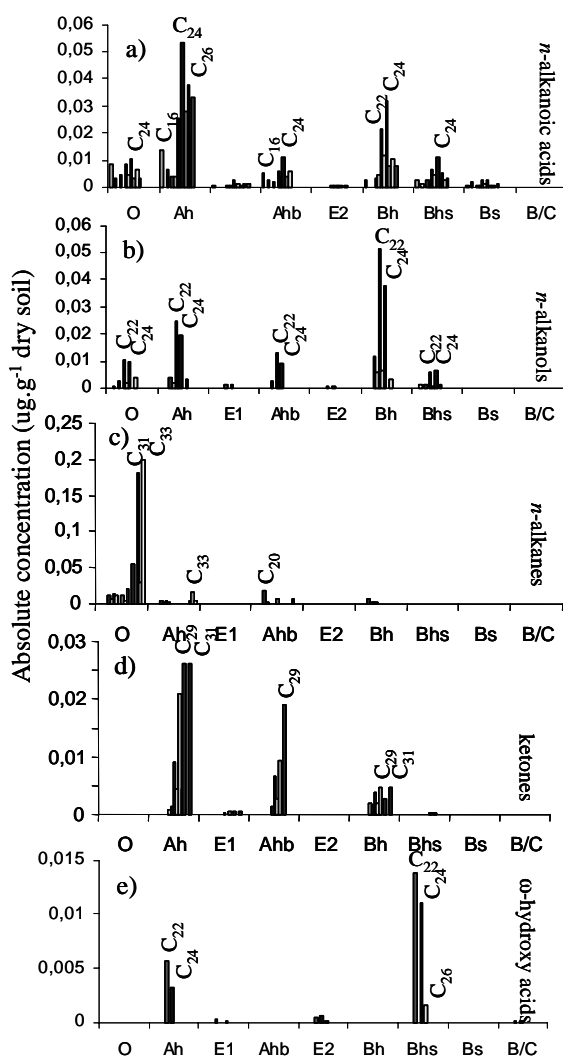 Absolute concentration (ug.g⁻¹ dry soil)
a)
n-alkanoic acids
0,06
0,05
0,04
0,03
0,02
0,01
0
C₂₄
C₁₆
C₂₄
C₂₆
C₁₆
C₂₄
C₂₂
C₂₄
C₂₄
O Ah Ahb E2 Bh Bhs Bs B/C
b)
n-alkanols
0,06
0,05
0,04
0,03
0,02
0,01
0
C₂₂
C₂₄
C₂₂
C₂₄
C₂₂
C₂₄
C₂₂
C₂₄
C₂₂ C₂₄
O Ah E1 Ahb E2 Bh Bhs Bs B/C
c)
n-alkanes
0,25
0,2
0,15
0,1
0,05
0
C₃₁
C₃₃
C₃₃
C₂₀
O Ah E1 Ahb E2 Bh Bhs Bs B/C
d)
ketones
0,03
0,02
0,01
0
C₂₉
C₃₁
C₂₉
C₂₉
C₃₁
O Ah E1 Ahb E2 Bh Bhs Bs B/C
e)
ω-hydroxy acids
0,015
0,01
0,005
0
C₂₂
C₂₄
C₂₂
C₂₄
C₂₆
O Ah E1 Ahb E2 Bh Bhs Bs B/C